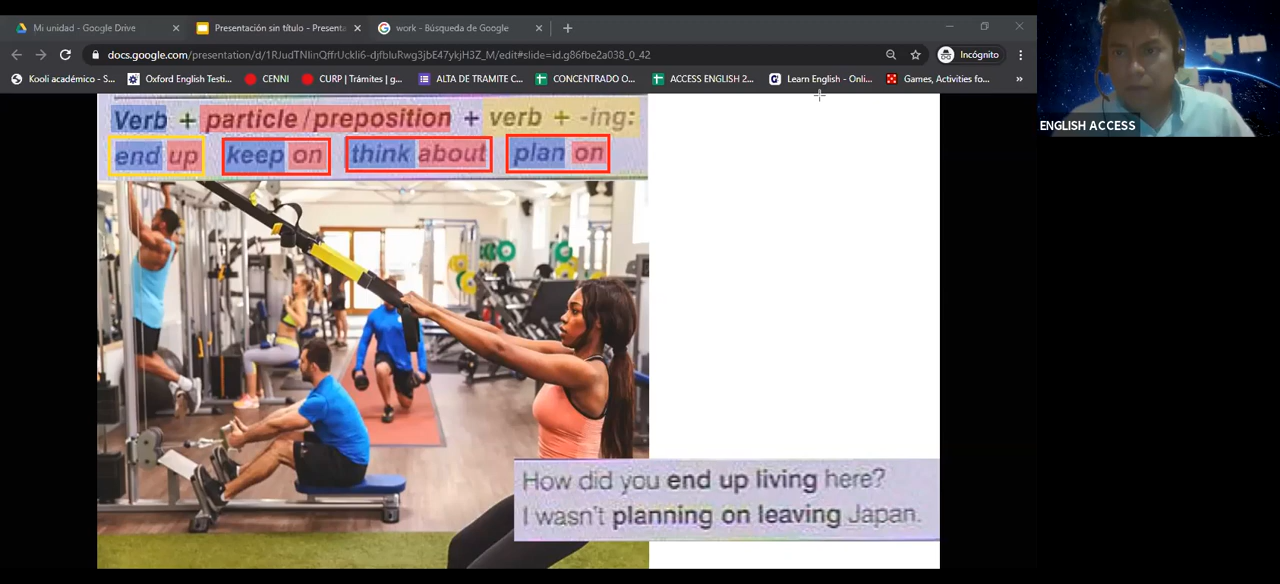 Mi unidad - Google Drive
Presentación sin título - Presenta
work - Búsqueda de Google
docs.google.com/presentation/d/1RJudTNIinQffrUckIi6-djfbIuRwg3jbE47ykjH3Z_M/edit#slide=id.g86fbe2a038_0_42
Incógnito
Kooli académico - S...
Oxford English Testi...
CENNI
CURP | Trámites | g...
ALTA DE TRAMITE C...
CONCENTRADO O...
ACCESS ENGLISH 2...
Learn English - Onli...
Games, Activities fo...
»
ENGLISH ACCESS
Verb + particle/preposition + verb + -ing:
end up keep on think about plan on
How did you end up living here?
I wasn't planning on leaving Japan.